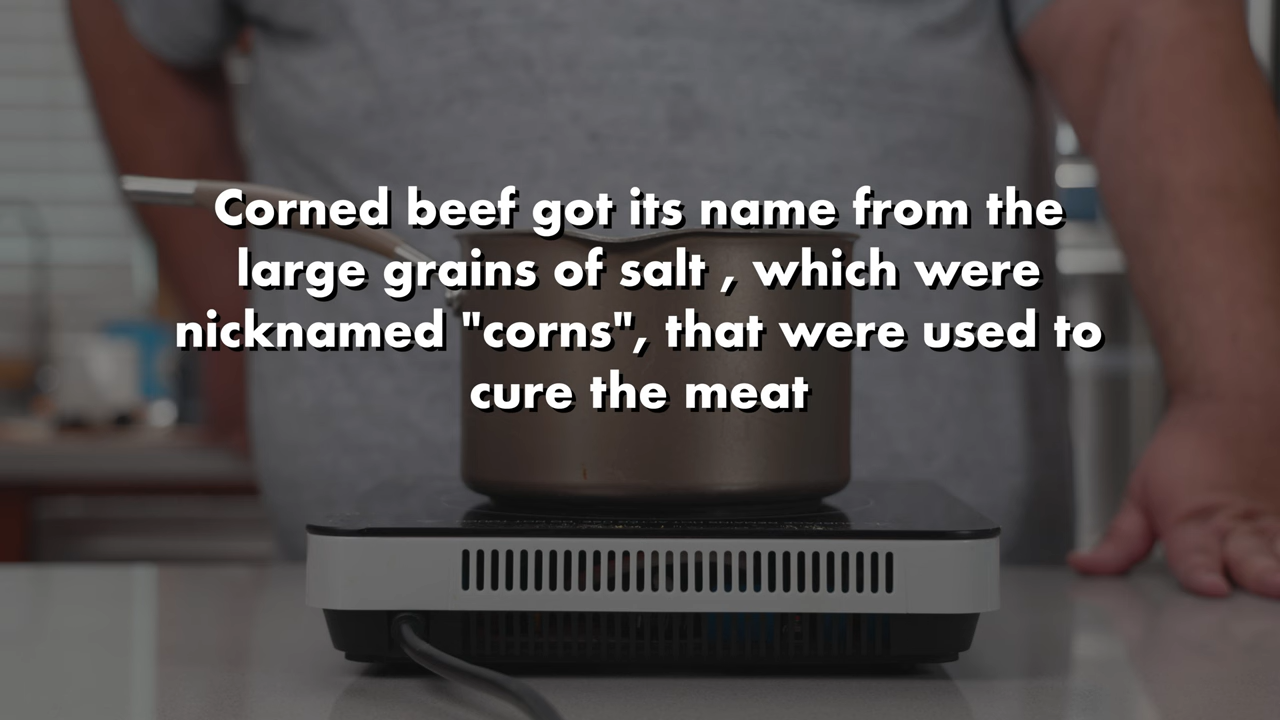 Corned beef got its name from the
large grains of salt , which were
nicknamed "corns", that were used to
cure the meat